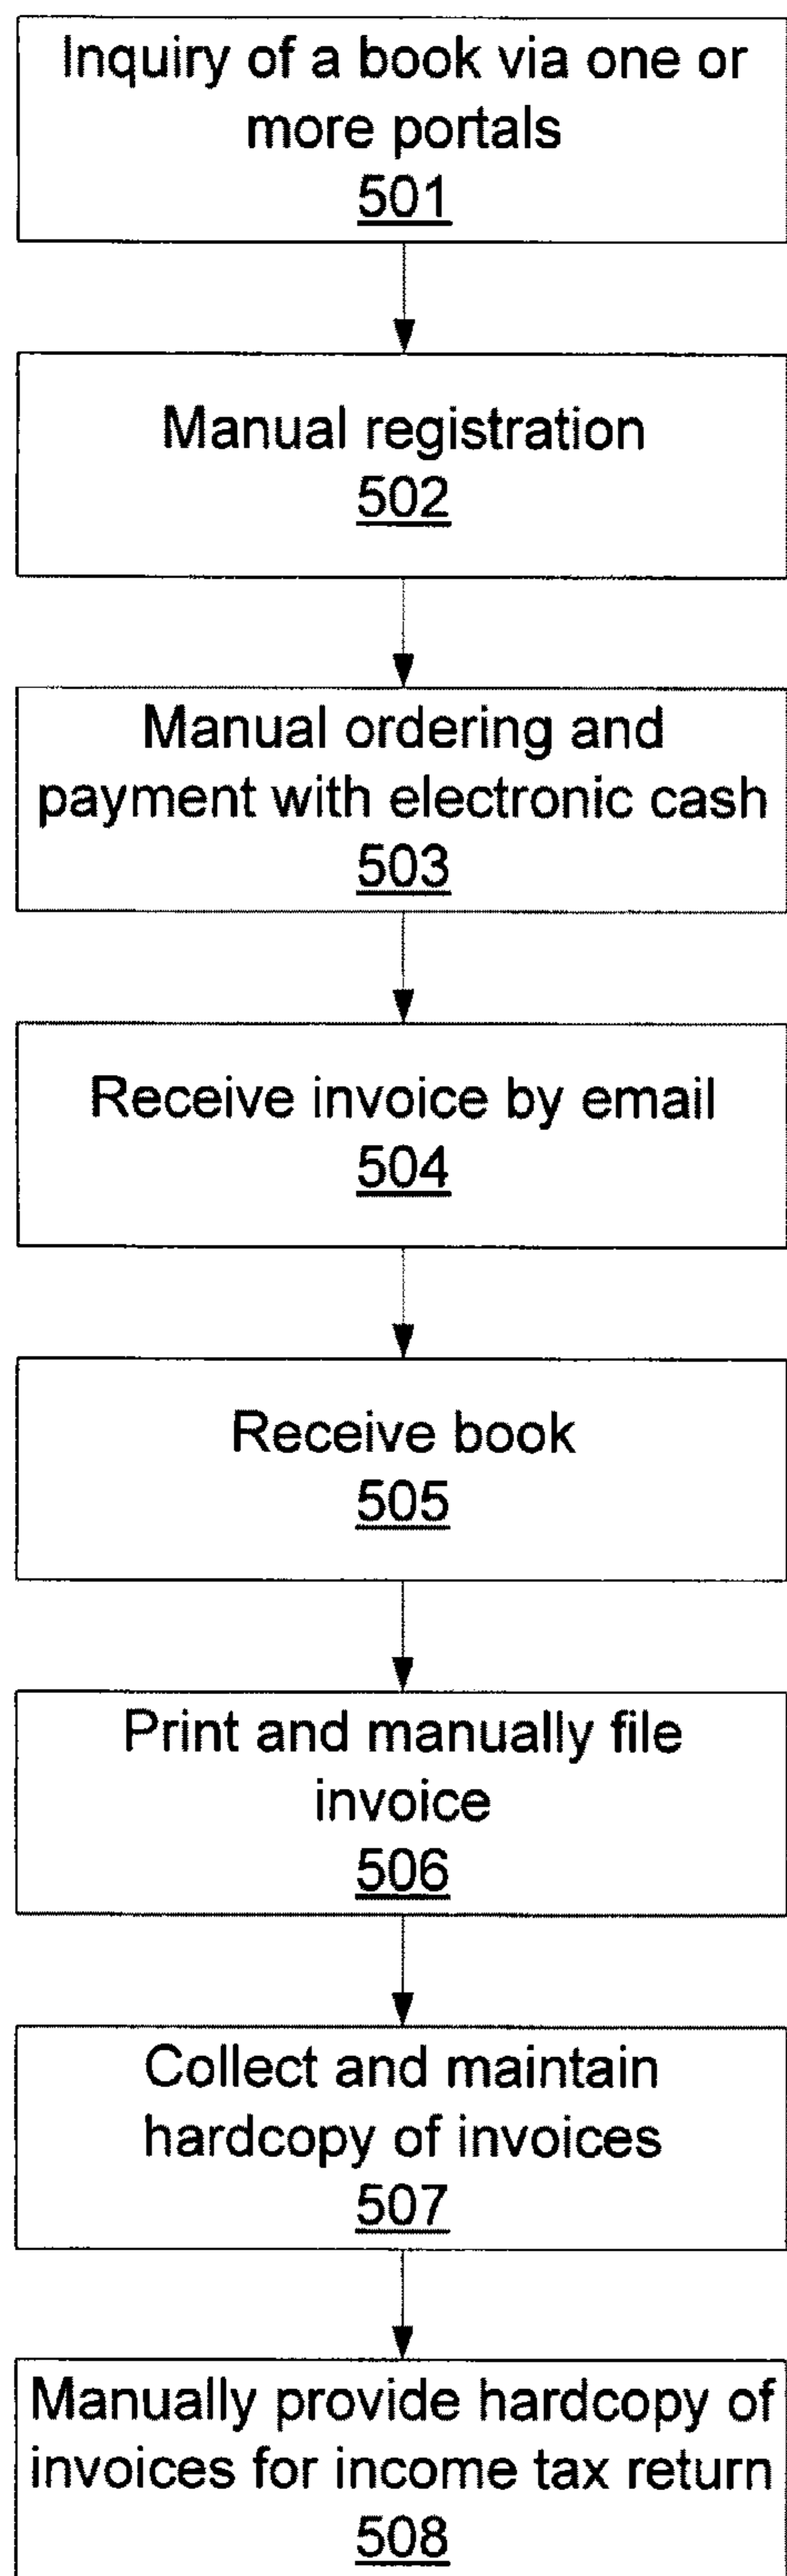 Inquiry of a book via one or
more portals
501
Manual registration
502
Manual ordering and
payment with electronic cash
503
Receive invoice by email
504
Receive book
505
Print and manually file
invoice
506
Collect and maintain
hardcopy of invoices
507
Manually provide hardcopy of
invoices for income tax return
508